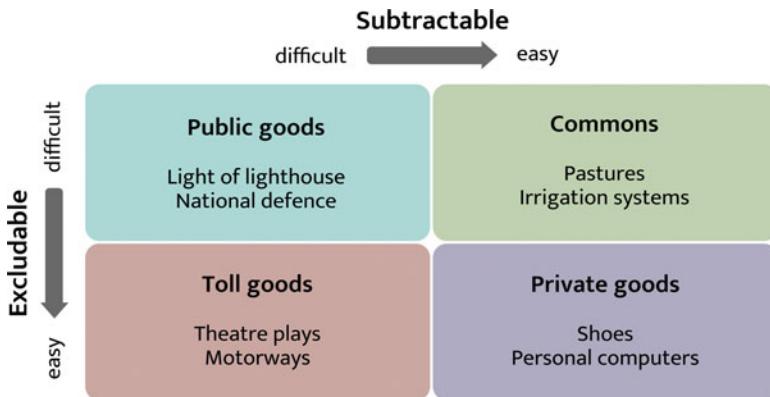 Subtractable
difficult
easy
Excludable
difficult
easy
Public goods
Light of lighthouse
National defence
Commons
Pastures
Irrigation systems
Toll goods
Theatre plays
Motorways
Private goods
Shoes
Personal computers